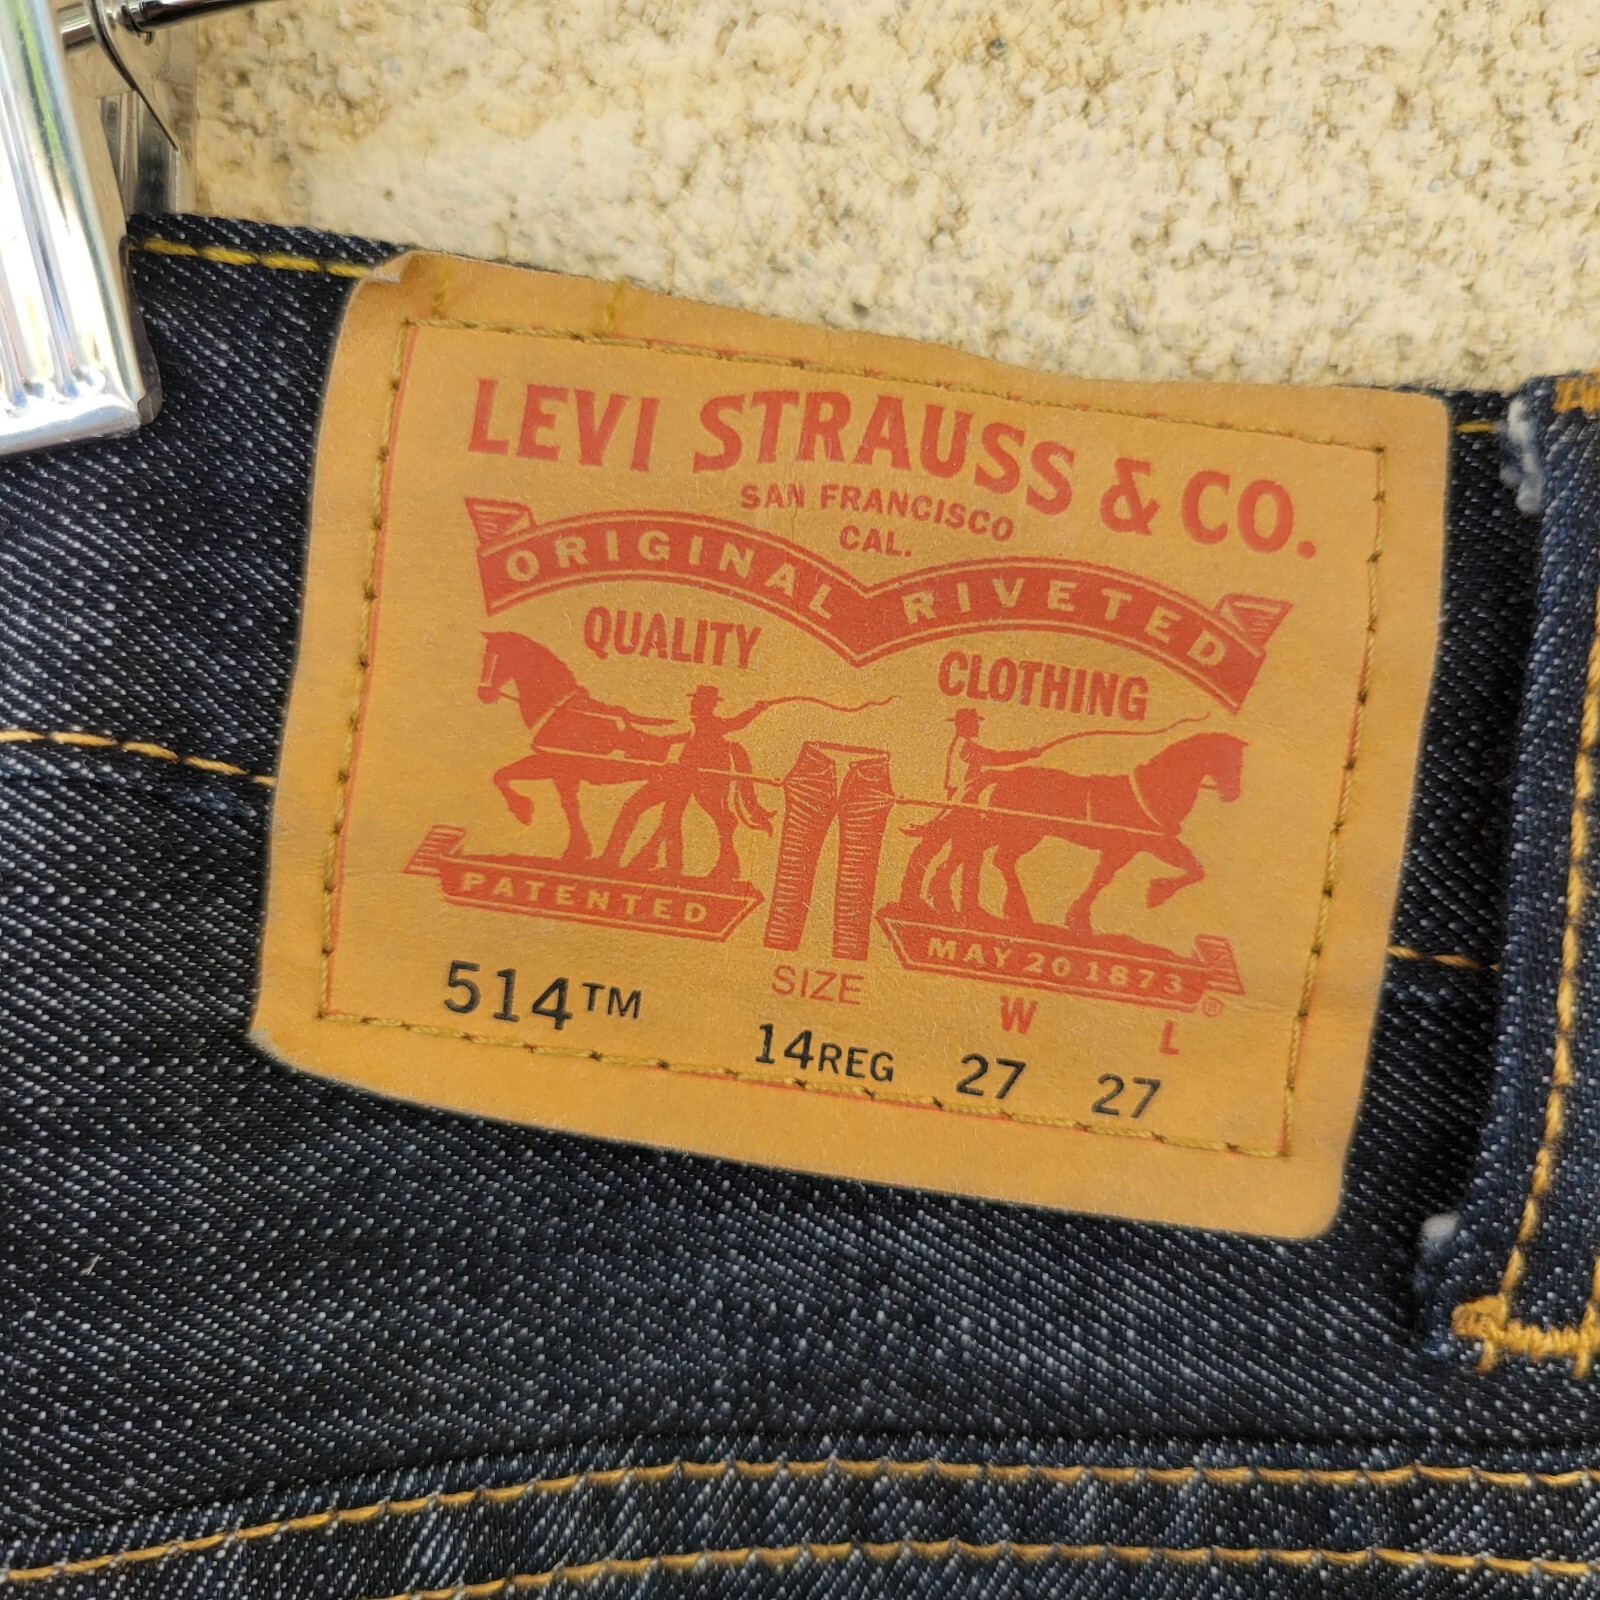 LEVI STRAUSS & CO.
SAN FRANCISCO
CAL.
ORIGINAL RIVETED
QUALITY CLOTHING
PATENTED MAY 20 1873 ®
514™ SIZE W L
14REG 27 27